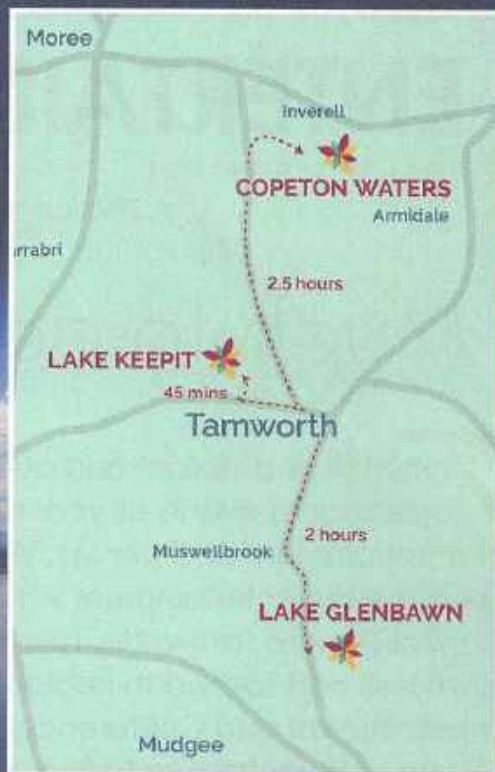 Moree
Inverell
COPETON WATERS
Armidale
rrabri
2.5 hours
LAKE KEEPIT
45 mins
Tamworth
2 hours
Muswellbrook
LAKE GLENBAWN
Mudgee